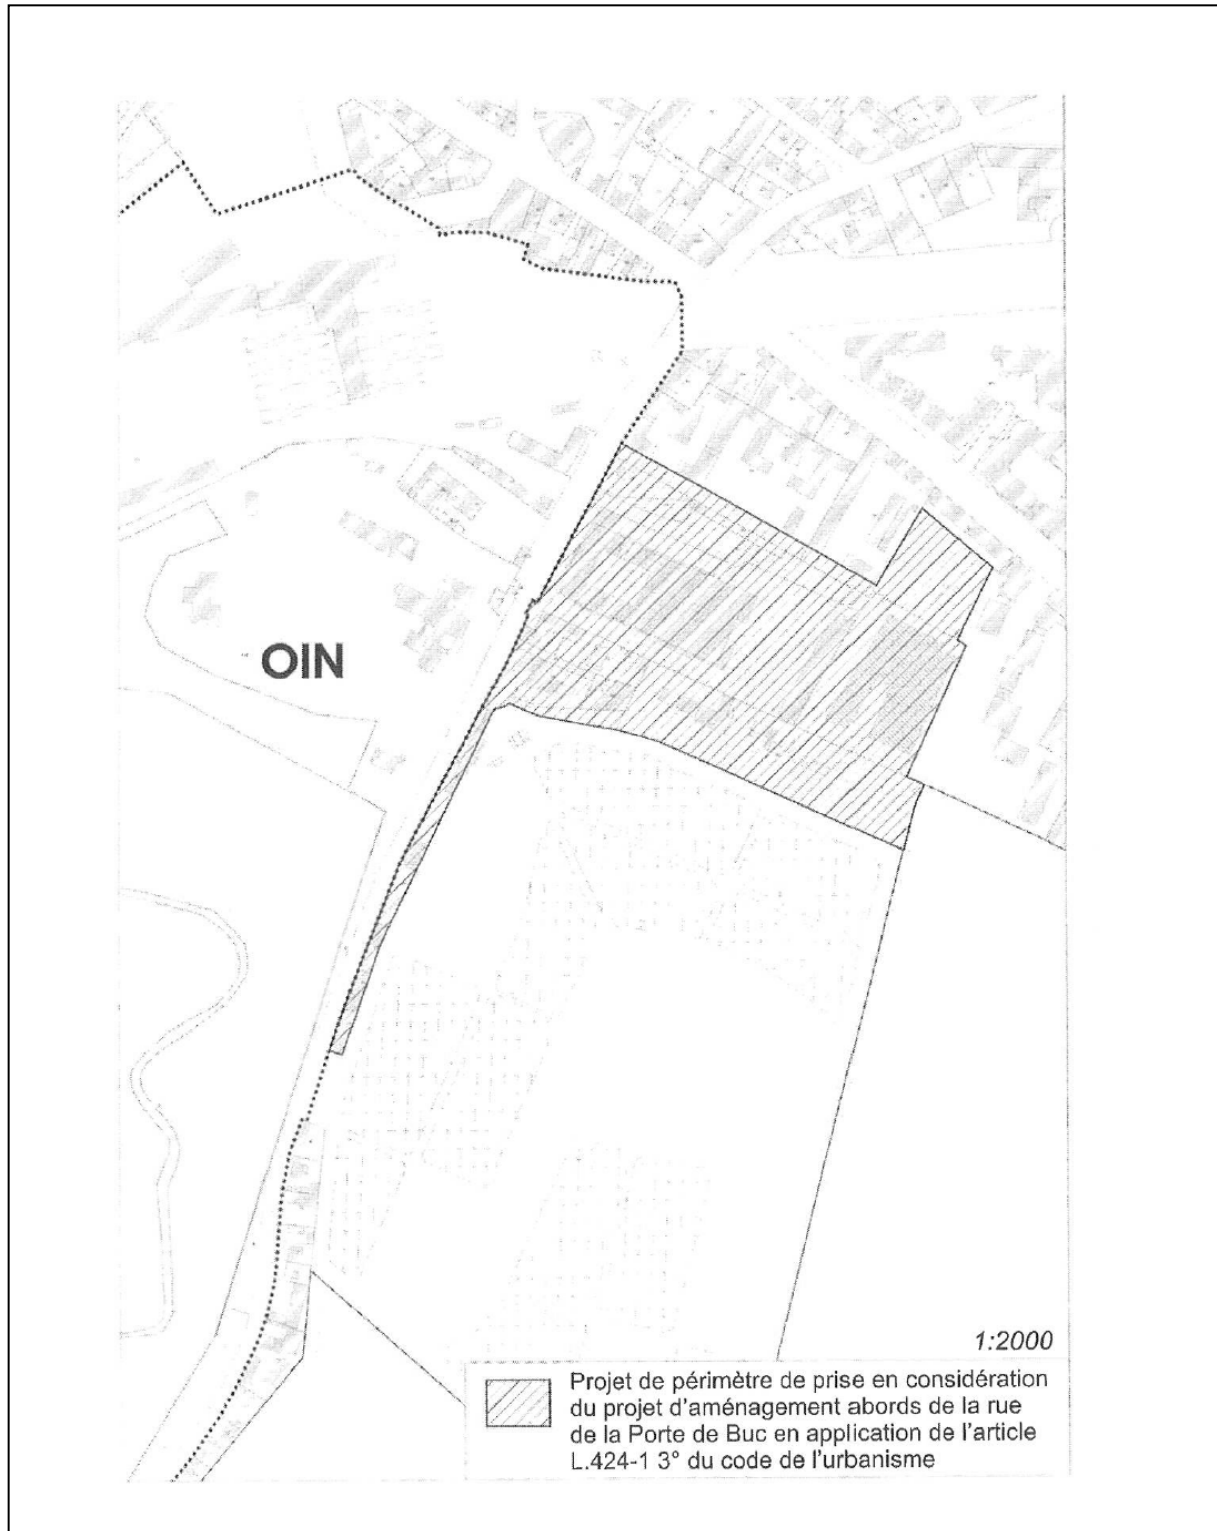 OIN
1:2000
Projet de périmètre de prise en considération
du projet d'aménagement abords de la rue
de la Porte de Buc en application de l'article
L.424-1 3° du code de l'urbanisme